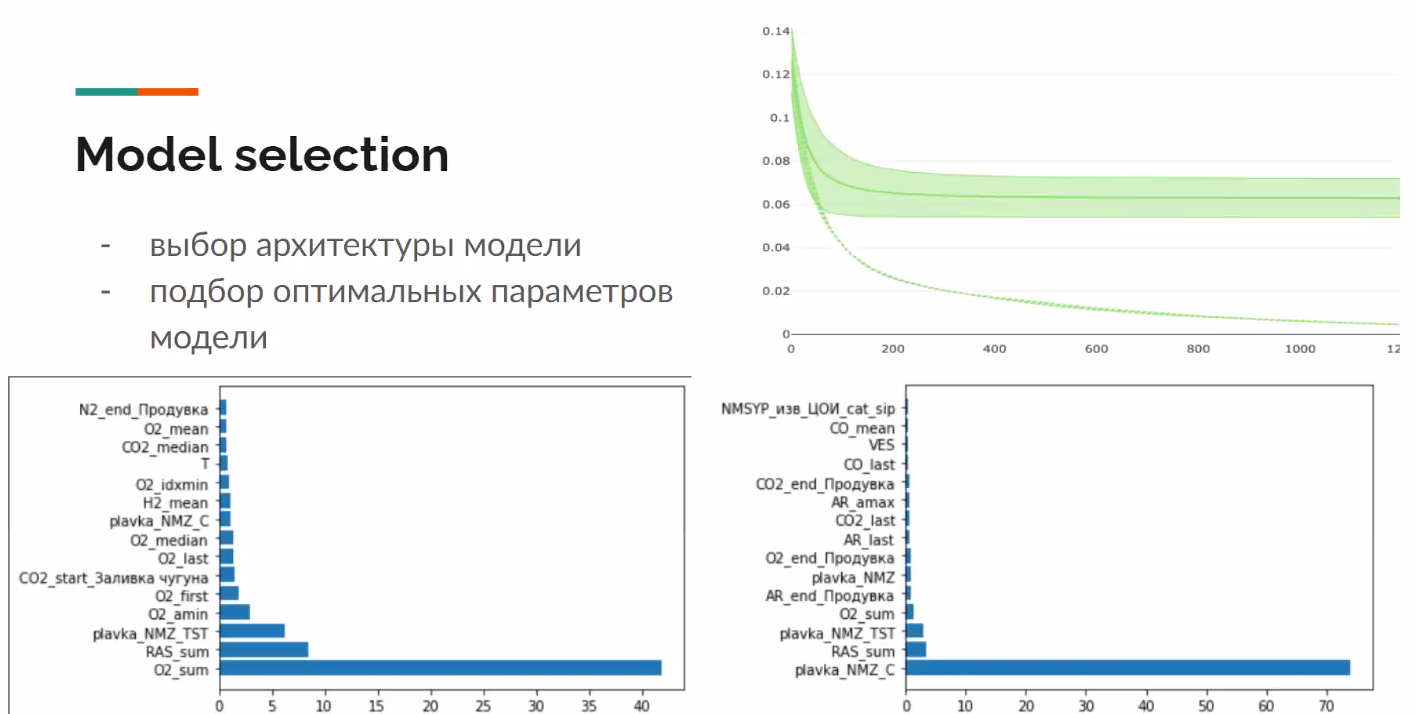 Model selection
- выбор архитектуры модели
- подбор оптимальных параметров
модели
0.14
0.12
0.1
0.08
0.06
0.04
0.02
0
0 200 400 600 800 1000 12
N2_end_Продувка
O2_mean
CO2_median
T
O2_idxmin
H2_mean
plavka_NMZ_C
O2_median
O2_last
CO2_start_Заливка чугуна
O2_first
O2_amin
plavka_NMZ_TST
RAS_sum
O2_sum
0 5 10 15 20 25 30 35 40
NMSYP_изв_ЦОИ_cat_sip
CO_mean
VES
CO_last
CO2_end_Продувка
AR_amax
CO2_last
AR_last
O2_end_Продувка
plavka_NMZ
AR_end_Продувка
O2_sum
plavka_NMZ_TST
RAS_sum
plavka_NMZ_C
0 10 20 30 40 50 60 70